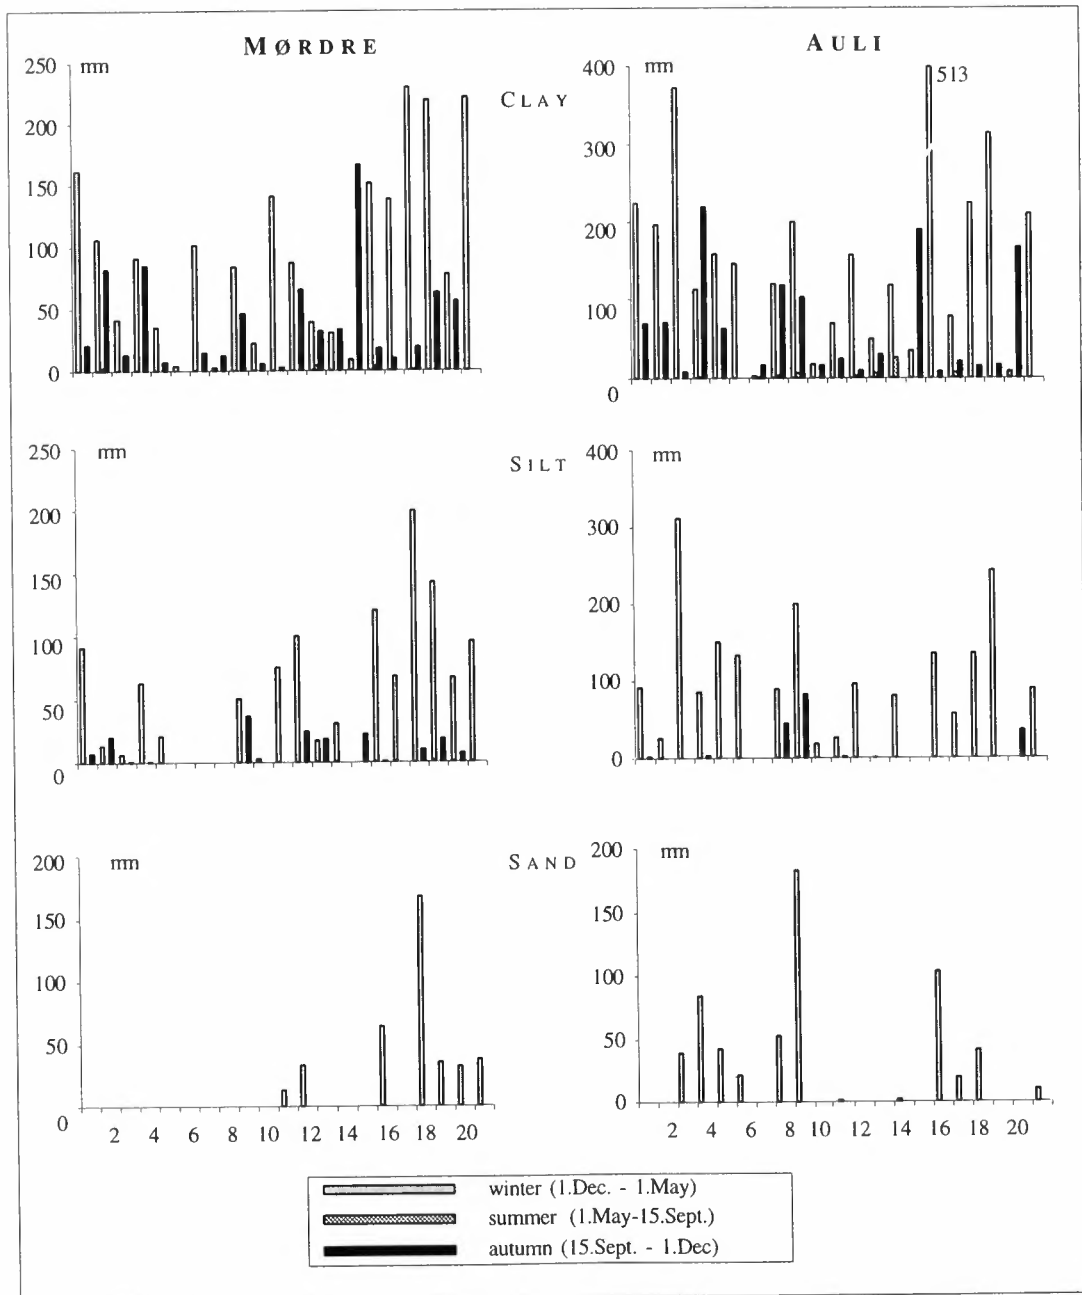 MØRDRE
AULI
250
200
150
100
50
0
mm
CLAY
400
300
200
100
0
mm
513
250
200
150
100
50
0
mm
SILT
400
300
200
100
0
mm
200
150
100
50
0
mm
SAND
200
150
100
50
0
mm
2 4 6 8 10 12 14 16 18 20
2 4 6 8 10 12 14 16 18 20
winter (1.Dec. - 1.May)
summer (1.May-15.Sept.)
autumn (15.Sept. - 1.Dec)